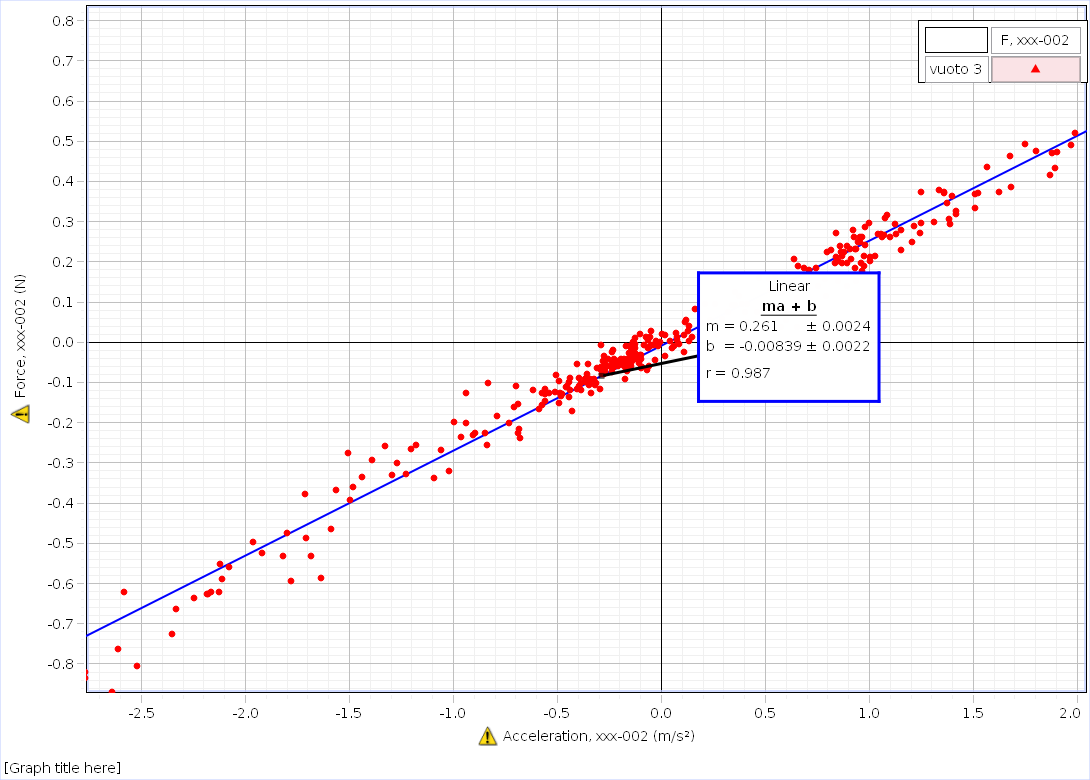 F, xxx-002
vuoto 3
Linear
ma + b
m = 0.261 ± 0.0024
b = -0.00839 ± 0.0022
r = 0.987
0.8
0.7
0.6
0.5
0.4
0.3
0.2
0.1
0.0
-0.1
-0.2
-0.3
-0.4
-0.5
-0.6
-0.7
-0.8
Force, xxx-002 (N)
-2.5 -2.0 -1.5 -1.0 -0.5 0.0 0.5 1.0 1.5 2.0
Acceleration, xxx-002 (m/s²)
[Graph title here]